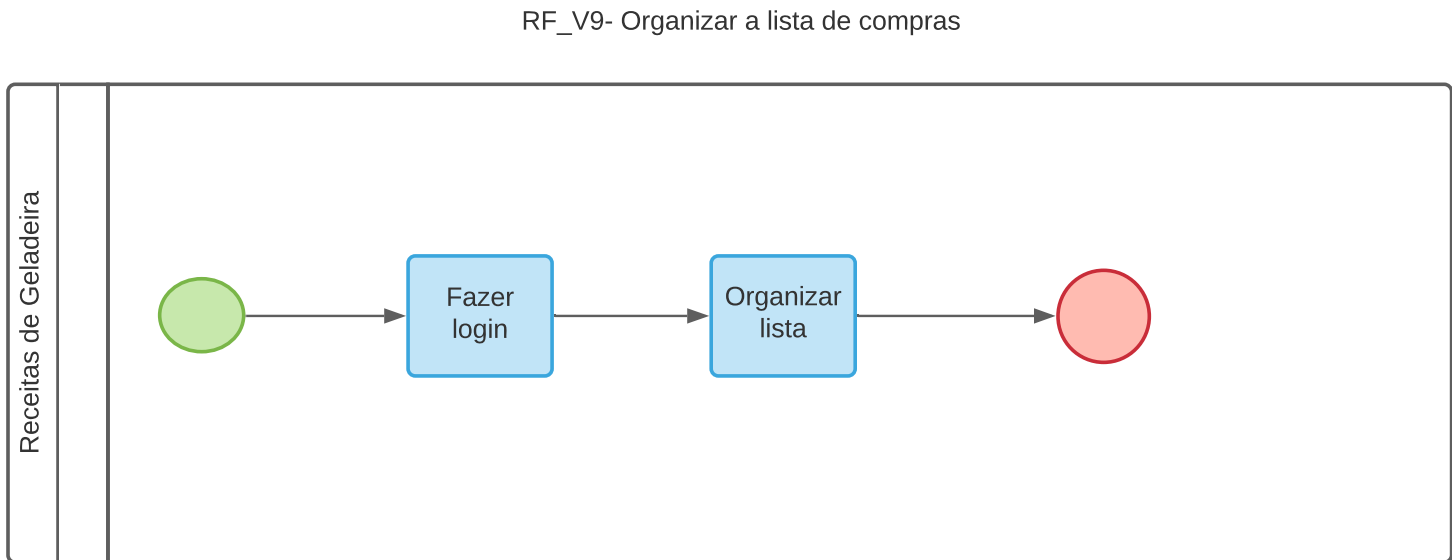 RF_V9- Organizar a lista de compras
Receitas de Geladeira
Fazer
login
Organizar
lista